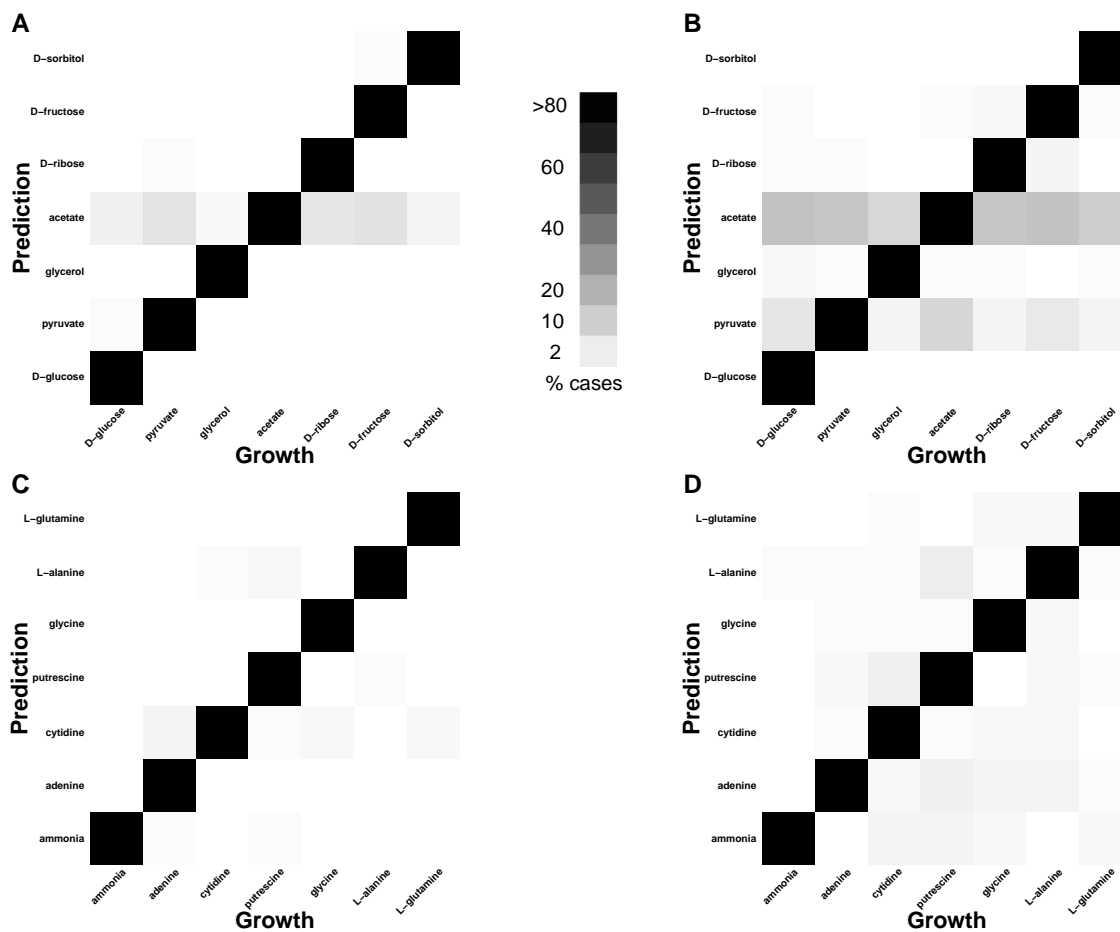 A
D−sorbitol
D−fructose
D−ribose
acetate
glycerol
pyruvate
D−glucose
Prediction
D−glucose
pyruvate
glycerol
acetate
D−ribose
D−fructose
D−sorbitol
Growth
>80
60
40
20
10
2
% cases
B
D−sorbitol
D−fructose
D−ribose
acetate
glycerol
pyruvate
D−glucose
Prediction
D−glucose
pyruvate
glycerol
acetate
D−ribose
D−fructose
D−sorbitol
Growth
C
L−glutamine
L−alanine
glycine
putrescine
cytidine
adenine
ammonia
Prediction
ammonia
adenine
cytidine
putrescine
glycine
L−alanine
L−glutamine
Growth
D
L−glutamine
L−alanine
glycine
putrescine
cytidine
adenine
ammonia
Prediction
ammonia
adenine
cytidine
putrescine
glycine
L−alanine
L−glutamine
Growth